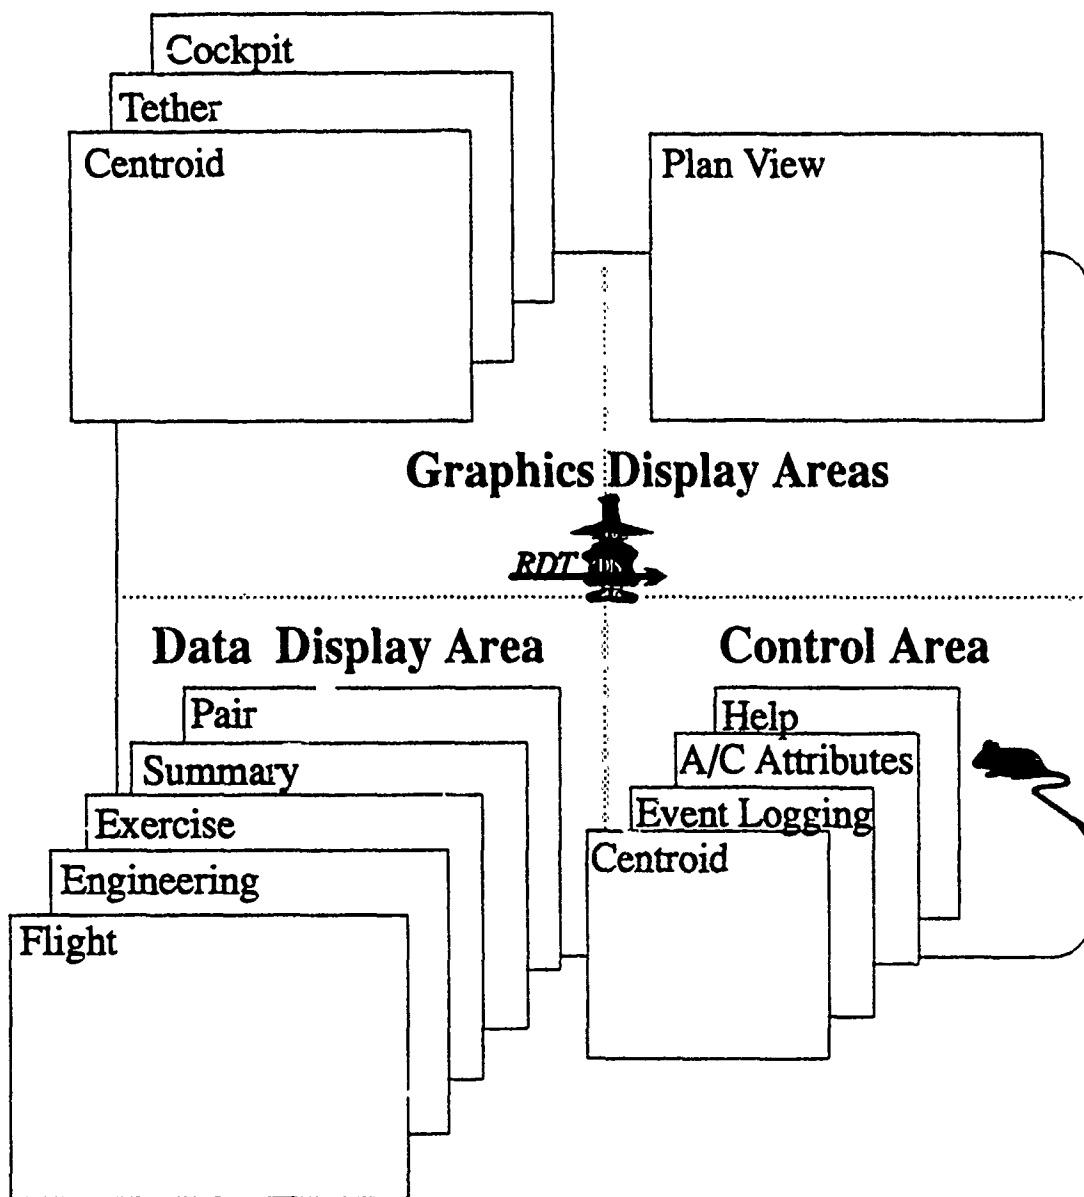 Cockpit
Tether
Centroid
Plan View
Graphics Display Areas
RDT
Data Display Area
Control Area
Pair
Summary
Exercise
Engineering
Flight
Help
A/C Attributes
Event Logging
Centroid